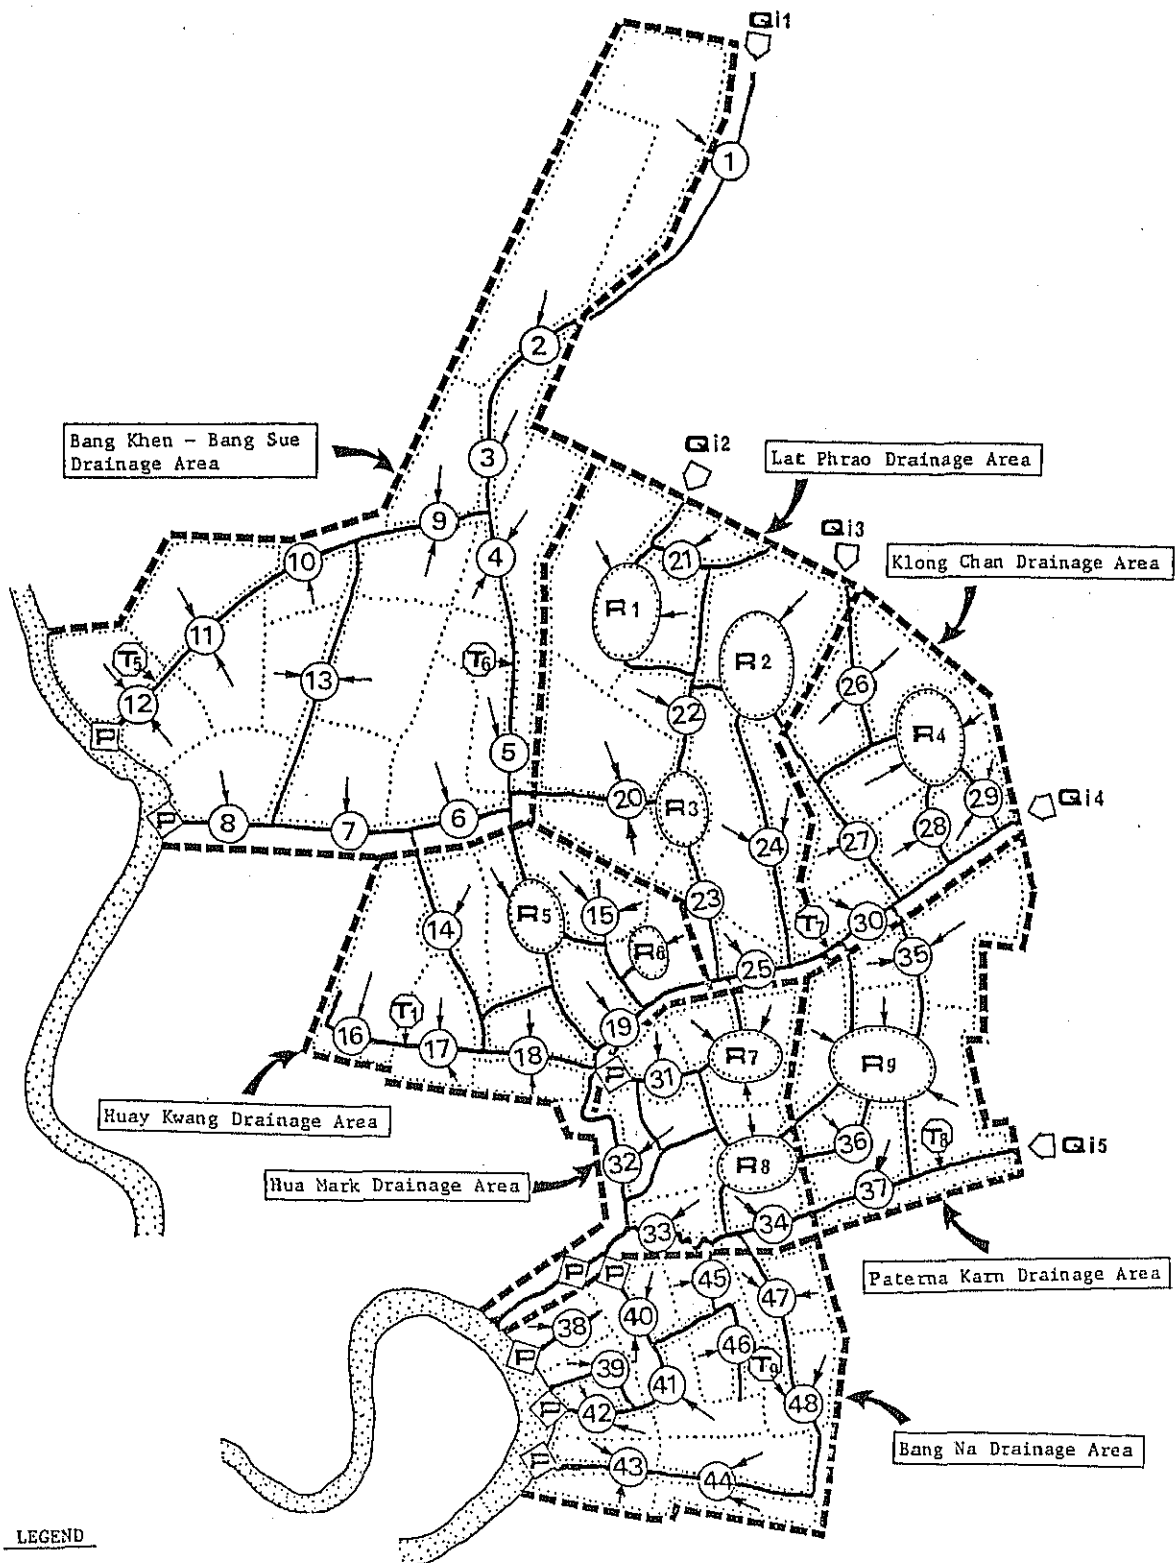 Qi1
1
2
Bang Khen - Bang Sue
Drainage Area
3
Qi2
Lat Phrao Drainage Area
9
Qi3
4
21
10
Klong Chan Drainage Area
R1
11
R2
T5
T6
13
26
12
22
R4
P
5
20
R3
29
Qi4
8
7
6
P
28
27
24
23
R5
15
14
T7
30
R6
35
25
T1
16
17
18
19
R7
R9
P
31
Huay Kwang Drainage Area
36
T8
Qi5
32
R8
Hua Mark Drainage Area
37
33
34
P
P
45
Paterna Karn Drainage Area
47
40
38
46
P
39
T9
41
48
P
42
Bang Na Drainage Area
P
43
44
LEGEND